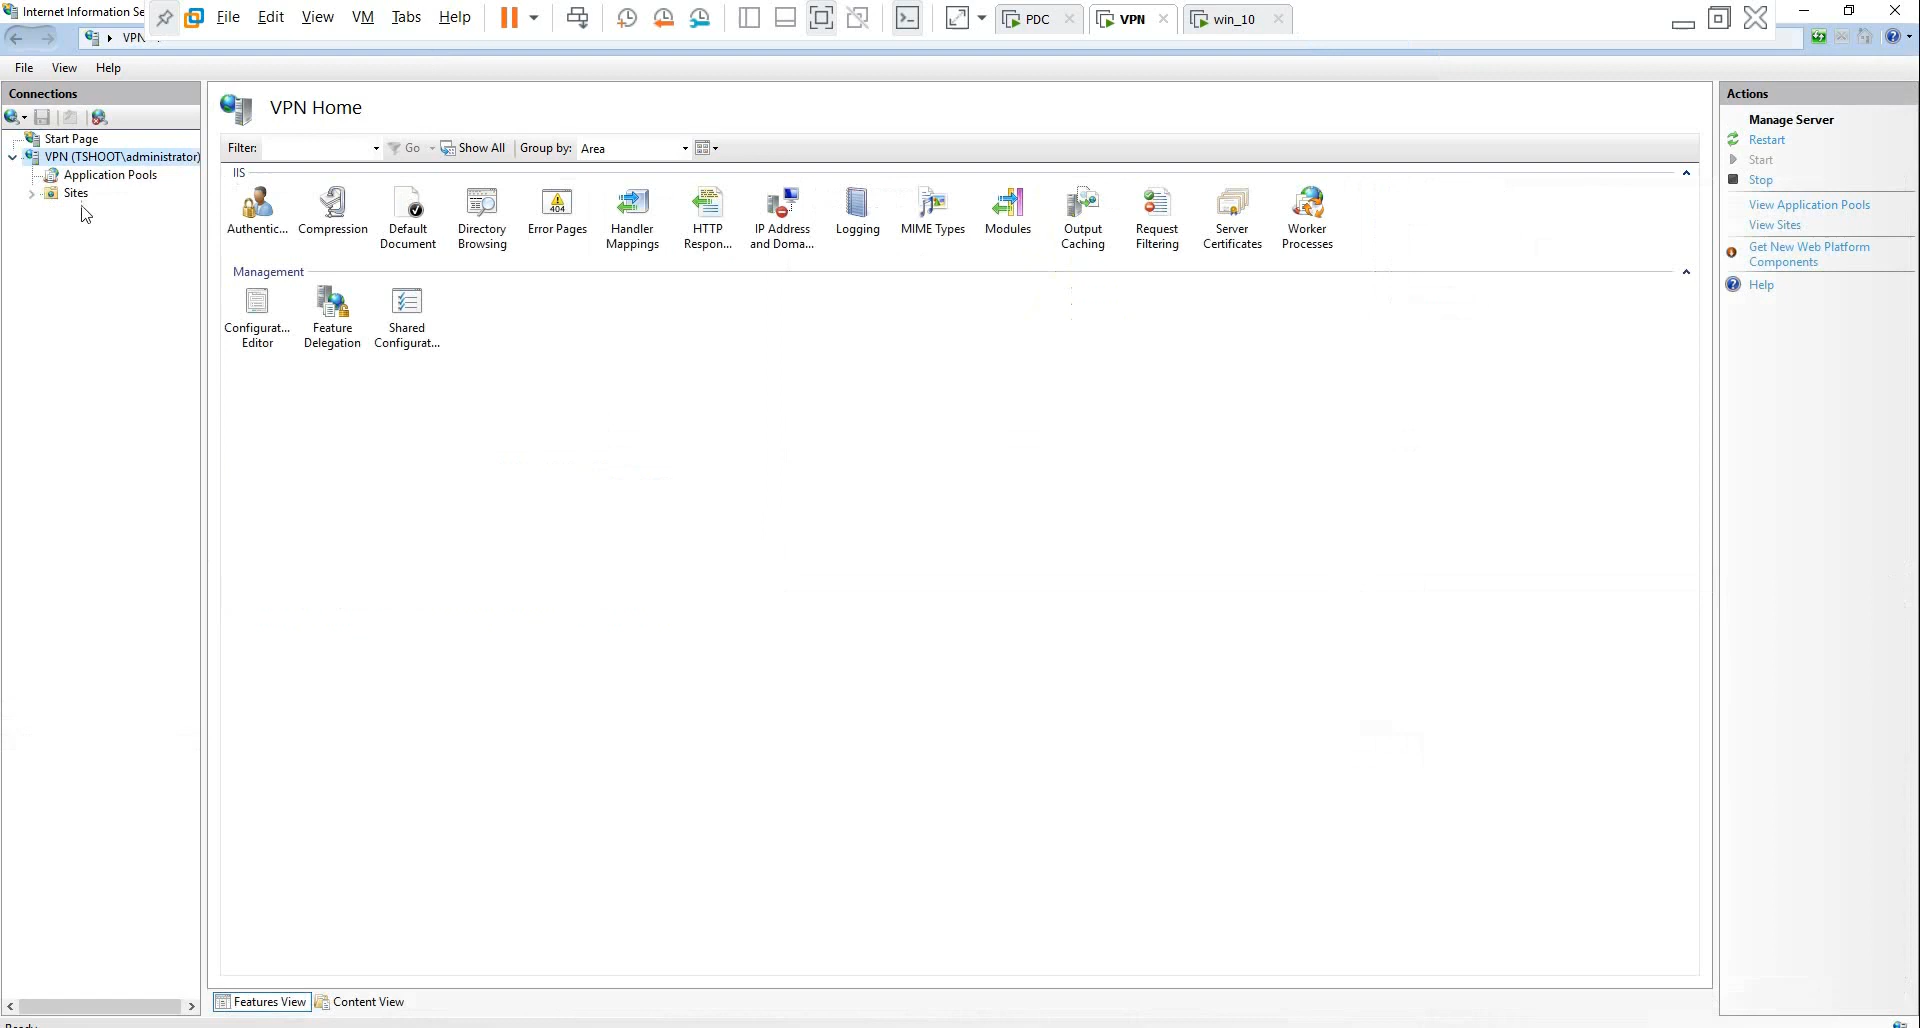 Internet Information Se
File Edit View VM Tabs Help
PDC
VPN
win_10
VPN
File View Help
Connections
Start Page
VPN (TSHOOT\administrator)
Application Pools
Sites
VPN Home
Filter:
Go
Show All
Group by:
Area
IIS
Authentic...
Compression
Default
Document
Directory
Browsing
404
Error Pages
Handler
Mappings
HTTP
Respon...
IP Address
and Doma...
Logging
MIME Types
Modules
Output
Caching
Request
Filtering
Server
Certificates
Worker
Processes
Management
Configurat...
Editor
Feature
Delegation
Shared
Configurat...
Features View
Content View
Actions
Manage Server
Restart
Start
Stop
View Application Pools
View Sites
Get New Web Platform
Components
Help
Ready